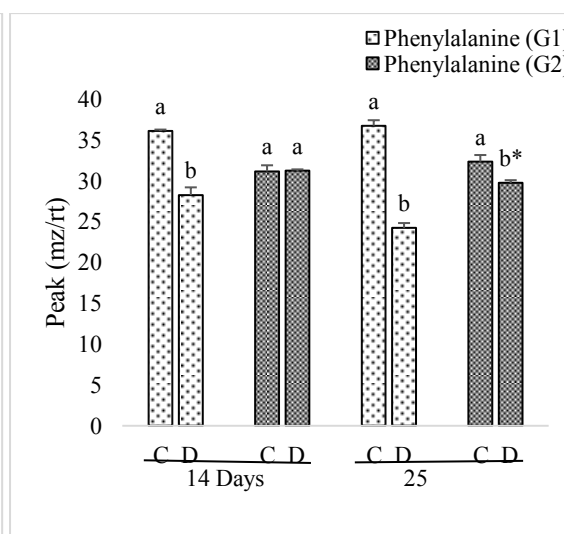 Phenylalanine (G1)
Phenylalanine (G2)
Peak (mz/rt)
40
35
30
25
20
15
10
5
0
a
b
a
a
a
b
a
b*
C D C D C D C D
14 Days 25